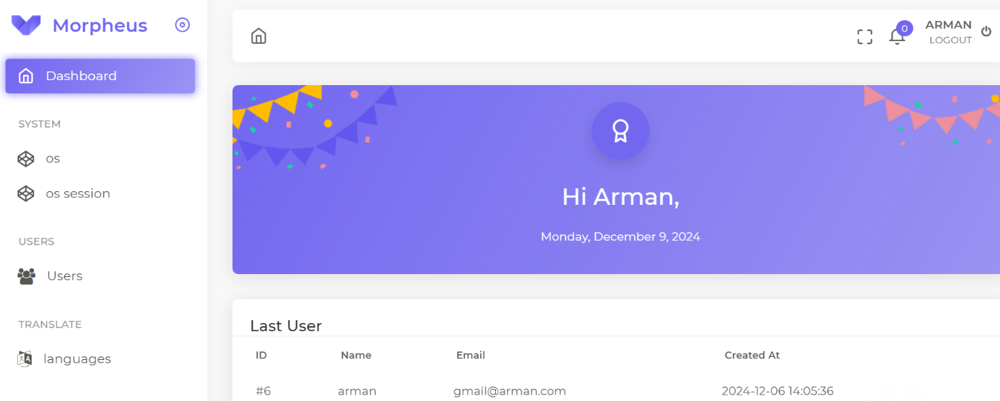 Morpheus
Dashboard
SYSTEM
os
os session
USERS
Users
TRANSLATE
languages
0
ARMAN
LOGOUT
Hi Arman,
Monday, December 9, 2024
Last User
ID Name Email Created At
#6 arman gmail@arman.com 2024-12-06 14:05:36